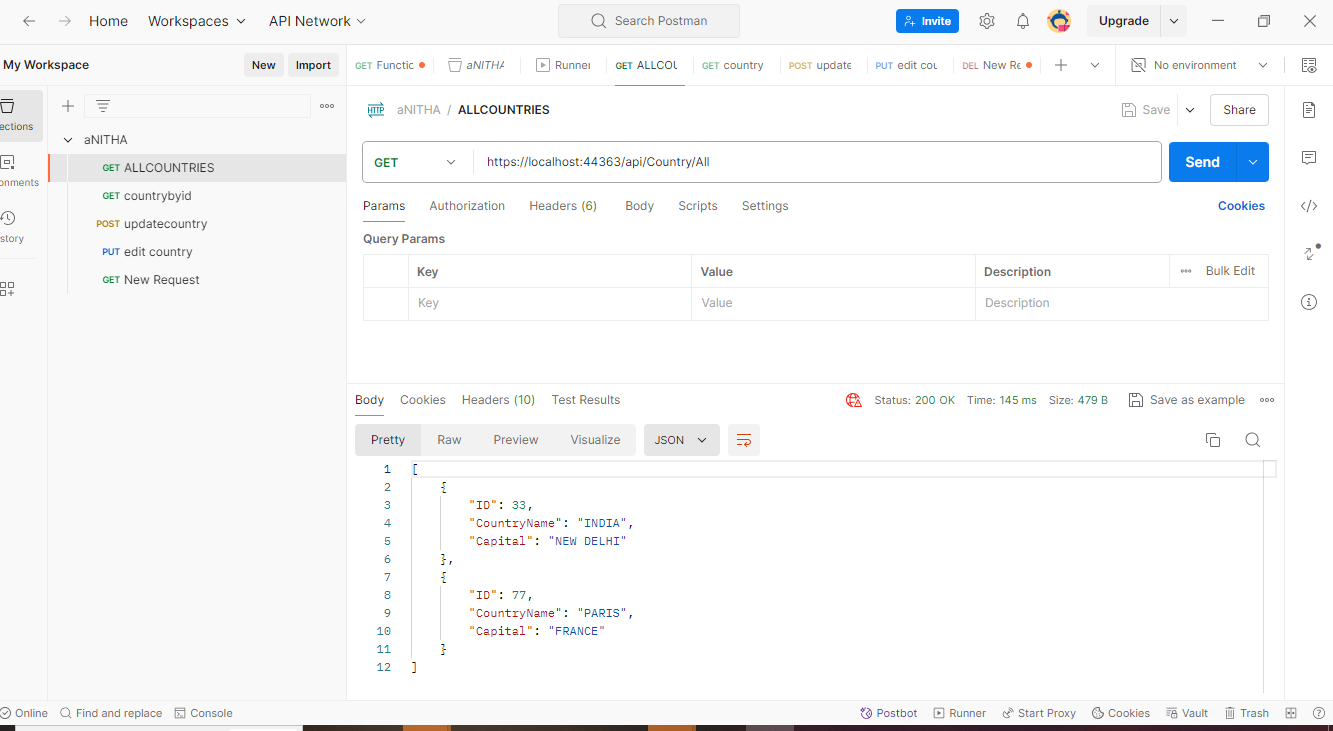 Home Workspaces API Network Search Postman Invite Upgrade
My Workspace New Import GET Functic aNITHA Runner GET ALLCOU GET country POST update PUT edit cou DEL New Re No environment
ections
onments
story
aNITHA
GET ALLCOUNTRIES
GET countrybyid
POST updatecountry
PUT edit country
GET New Request
HTTP aNITHA / ALLCOUNTRIES Save Share
GET https://localhost:44363/api/Country/All Send
Params Authorization Headers (6) Body Scripts Settings Cookies
Query Params
Key Value Description Bulk Edit
Key Value Description
Body Cookies Headers (10) Test Results Status: 200 OK Time: 145 ms Size: 479 B Save as example
Pretty Raw Preview Visualize JSON
1 [
2 {
3 "ID": 33,
4 "CountryName": "INDIA",
5 "Capital": "NEW DELHI"
6 },
7 {
8 "ID": 77,
9 "CountryName": "PARIS",
10 "Capital": "FRANCE"
11 }
12 ]
Online Find and replace Console Postbot Runner Start Proxy Cookies Vault Trash